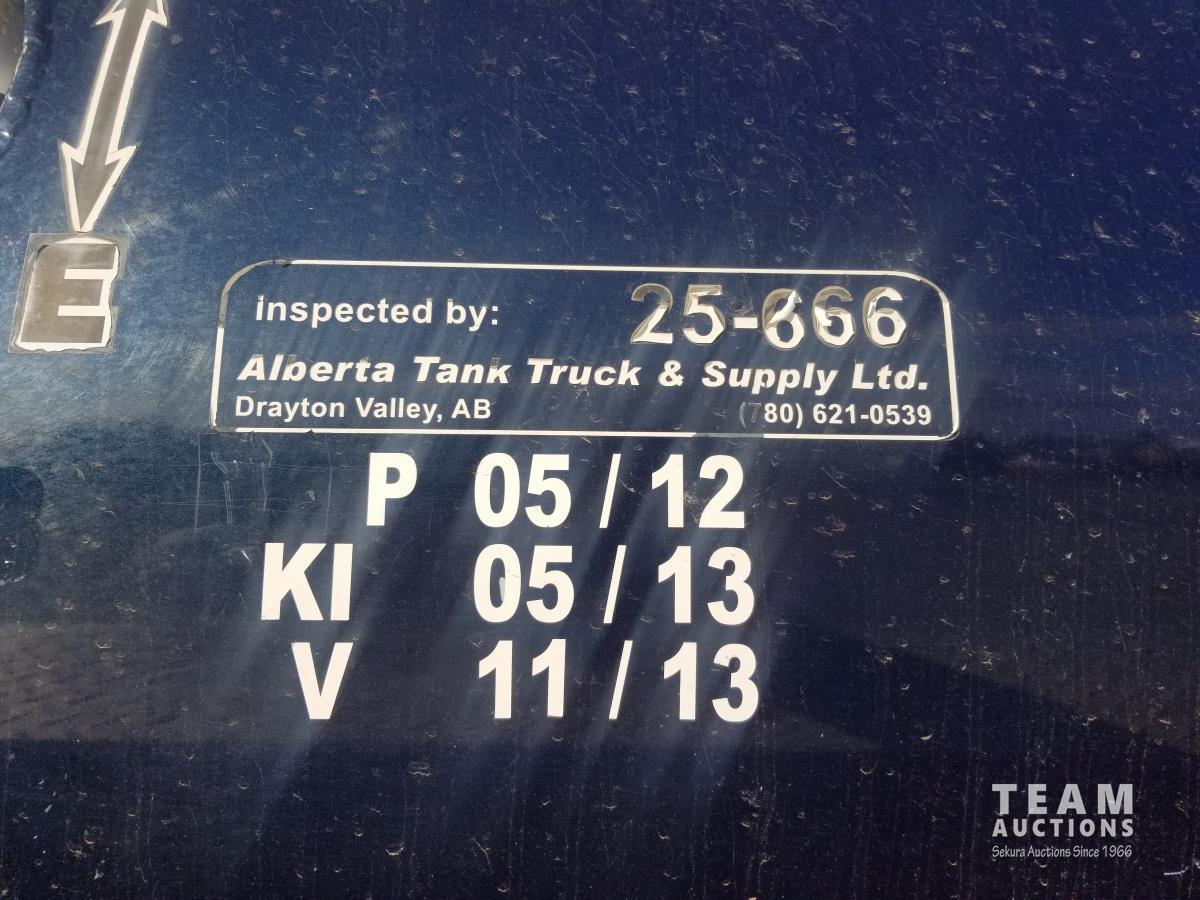 E
inspected by: 25-666
Alberta Tank Truck & Supply Ltd.
Drayton Valley, AB (780) 621-0539
P 05 / 12
KI 05 / 13
V 11 / 13
TEAM
AUCTIONS
Sekura Auctions Since 1966